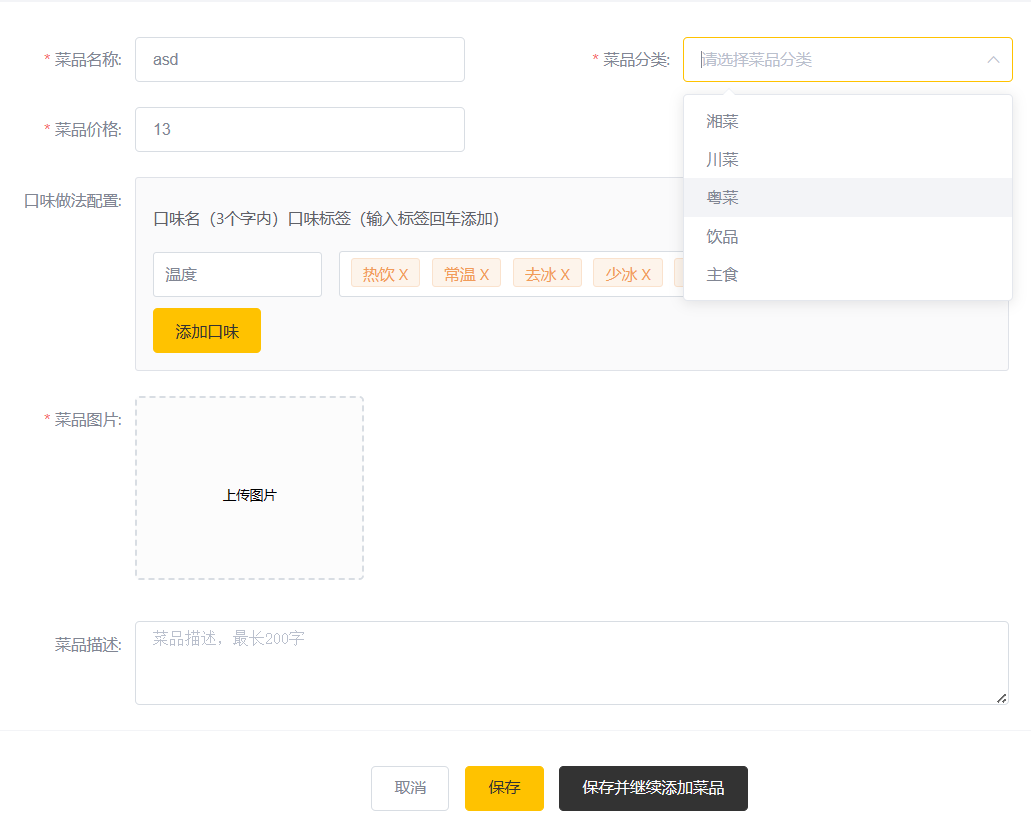 * 菜品名称:
asd
* 菜品分类:
请选择菜品分类
湘菜
川菜
粤菜
饮品
主食
* 菜品价格:
13
口味做法配置:
口味名（3个字内）口味标签（输入标签回车添加）
温度
热饮 X
常温 X
去冰 X
少冰 X
添加口味
* 菜品图片:
上传图片
菜品描述:
菜品描述，最长200字
取消
保存
保存并继续添加菜品